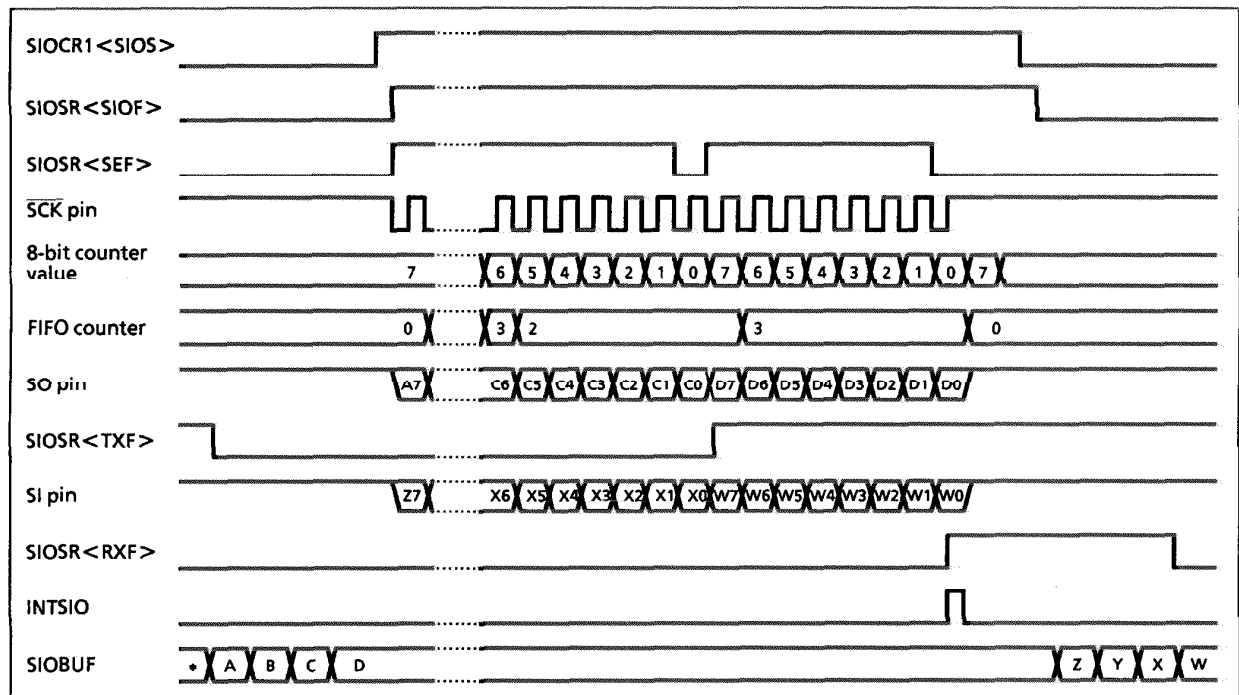 SIOCR1<SIOS>
SIOSR<SIOF>
SIOSR<SEF>
SCK pin
8-bit counter
value
7 6 5 4 3 2 1 0 7 6 5 4 3 2 1 0 7
FIFO counter
0 3 2 3 0
SO pin
A7 C6 C5 C4 C3 C2 C1 C0 D7 D6 D5 D4 D3 D2 D1 D0
SIOSR<TXF>
SI pin
Z7 X6 X5 X4 X3 X2 X1 X0 W7 W6 W5 W4 W3 W2 W1 W0
SIOSR<RXF>
INTSIO
SIOBUF
* A B C D Z Y X W